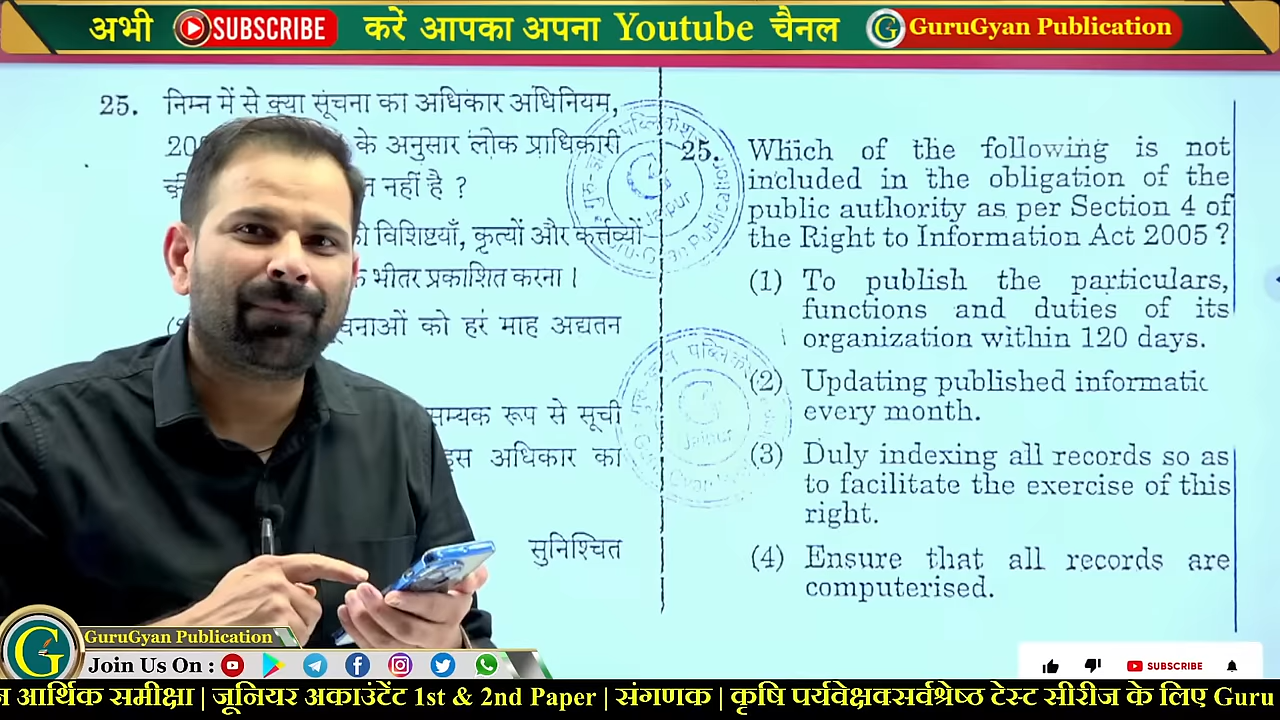 अभी SUBSCRIBE करें आपका अपना Youtube चैनल G GuruGyan Publication
25. निम्न में से क्या सूचना का अधिकार अधिनियम,
के अनुसार लोक प्राधिकारी
नहीं है ?
विशिष्टियाँ, कृत्यों और कर्त्तव्यों
भीतर प्रकाशित करना ।
को हर माह अद्यतन
सम्यक रूप से सूची
इस अधिकार का
सुनिश्चित
25. Which of the following is not
included in the obligation of the
public authority as per Section 4 of
the Right to Information Act 2005 ?
(1) To publish the particulars,
functions and duties of its
organization within 120 days.
(2) Updating published informatic
every month.
(3) Duly indexing all records so as
to facilitate the exercise of this
right.
(4) Ensure that all records are
computerised.
Jaipur
Jaipur
G GuruGyan Publication
Join Us On :
SUBSCRIBE
आर्थिक समीक्षा | जूनियर अकाउंटेंट 1st & 2nd Paper | संगणक | कृषि पर्यवेक्षकसर्वश्रेष्ठ टेस्ट सीरीज के लिए Guru